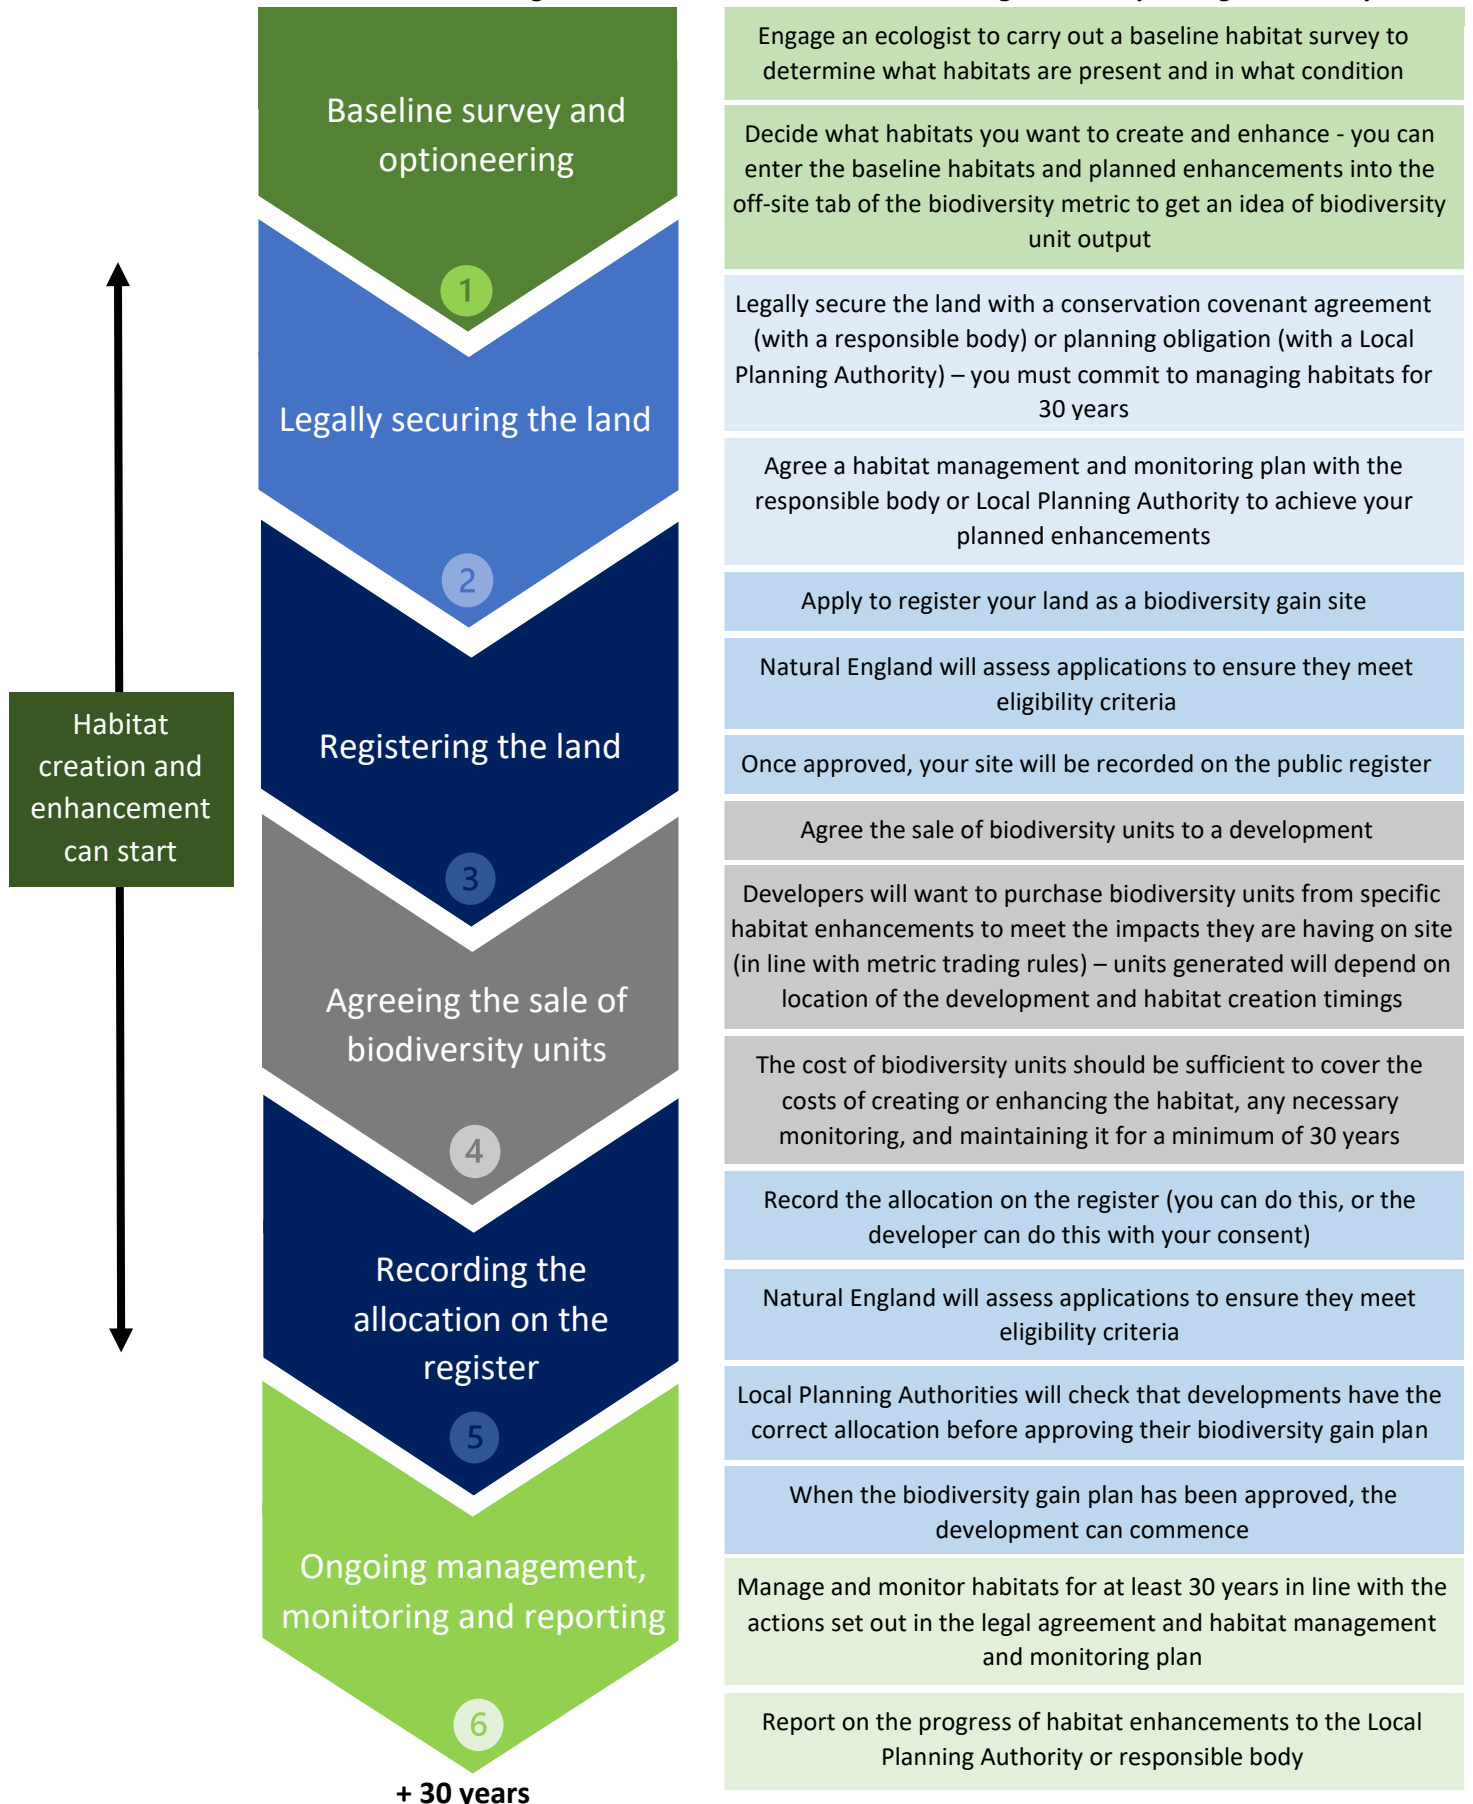 Baseline survey and
optioneering
1
Engage an ecologist to carry out a baseline habitat survey to
determine what habitats are present and in what condition
Decide what habitats you want to create and enhance - you can
enter the baseline habitats and planned enhancements into the
off-site tab of the biodiversity metric to get an idea of biodiversity
unit output
Legally securing the land
2
Legally secure the land with a conservation covenant agreement
(with a responsible body) or planning obligation (with a Local
Planning Authority) – you must commit to managing habitats for
30 years
Agree a habitat management and monitoring plan with the
responsible body or Local Planning Authority to achieve your
planned enhancements
Habitat
creation and
enhancement
can start
Registering the land
3
Apply to register your land as a biodiversity gain site
Natural England will assess applications to ensure they meet
eligibility criteria
Once approved, your site will be recorded on the public register
Agreeing the sale of
biodiversity units
4
Agree the sale of biodiversity units to a development
Developers will want to purchase biodiversity units from specific
habitat enhancements to meet the impacts they are having on site
(in line with metric trading rules) – units generated will depend on
location of the development and habitat creation timings
The cost of biodiversity units should be sufficient to cover the
costs of creating or enhancing the habitat, any necessary
monitoring, and maintaining it for a minimum of 30 years
Recording the
allocation on the
register
5
Record the allocation on the register (you can do this, or the
developer can do this with your consent)
Natural England will assess applications to ensure they meet
eligibility criteria
Local Planning Authorities will check that developments have the
correct allocation before approving their biodiversity gain plan
When the biodiversity gain plan has been approved, the
development can commence
Ongoing management,
monitoring and reporting
6
Manage and monitor habitats for at least 30 years in line with the
actions set out in the legal agreement and habitat management
and monitoring plan
Report on the progress of habitat enhancements to the Local
Planning Authority or responsible body
+ 30 years